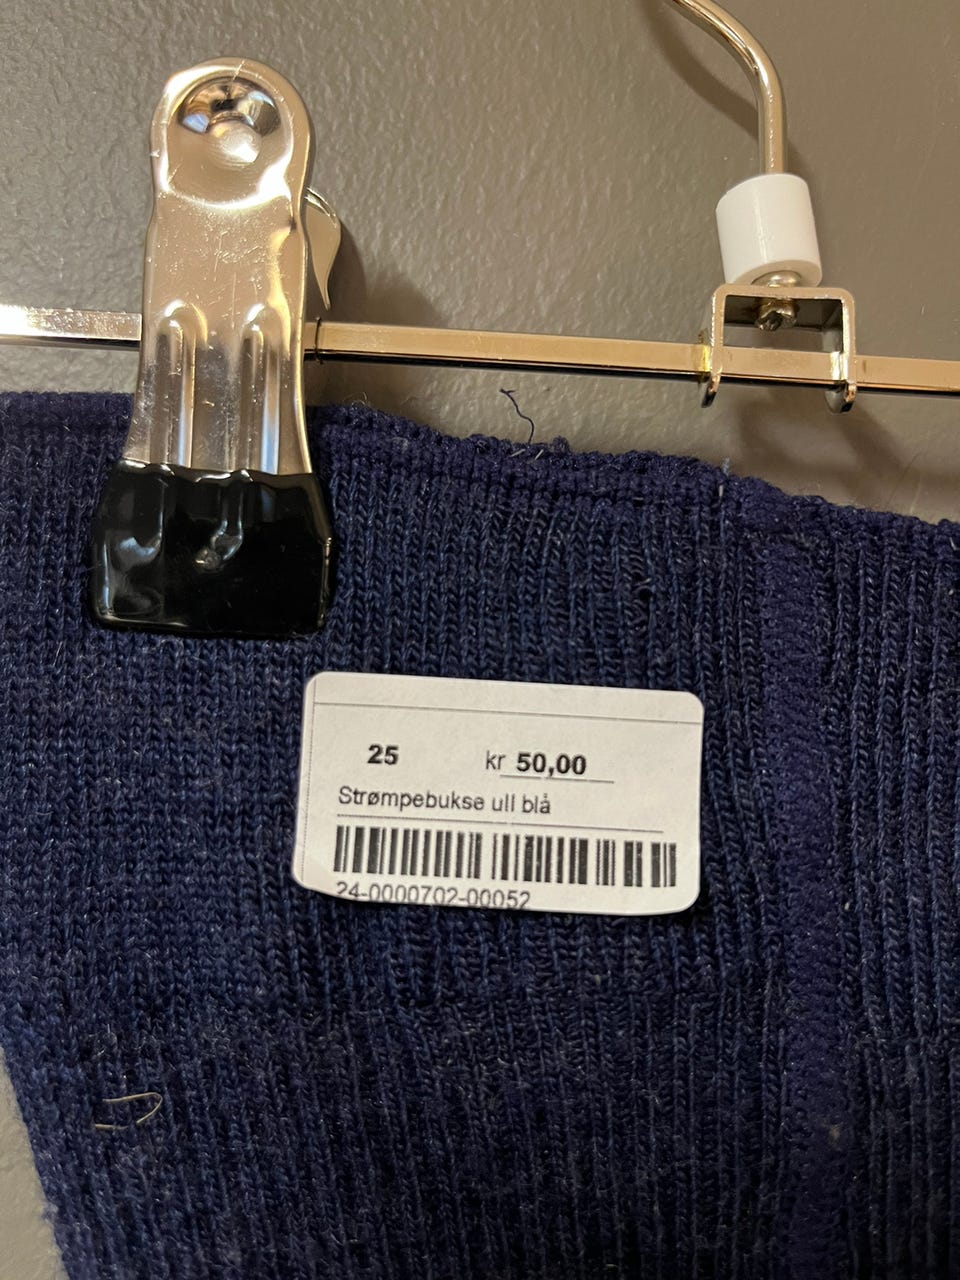 25 kr 50,00
Strømpebukse ull blå
24-0000702-00052